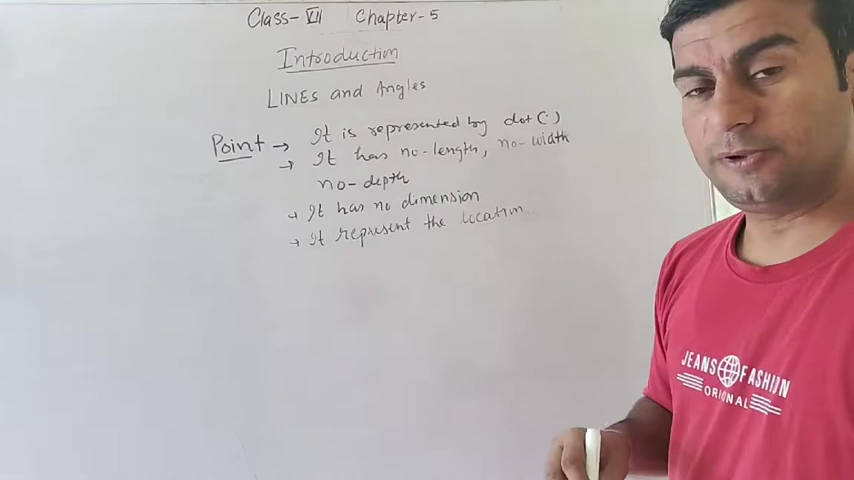 Class-VII Chapter-5
Introduction
LINES and Angles
Point → It is represented by dot (·)
→ It has no-length, no-width
no-depth
→ It has no dimension
→ It represent the location.
JEANS FASHION
ORIGINAL